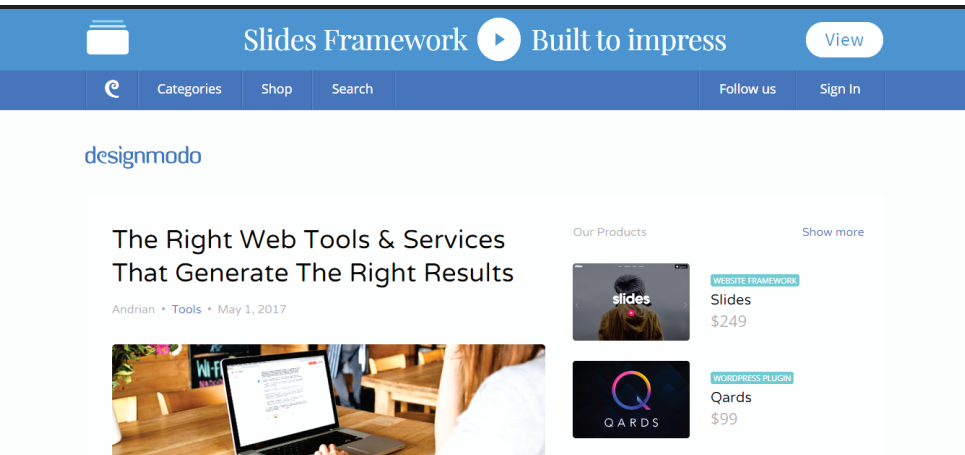 Slides Framework Built to impress
View
Categories
Shop
Search
Follow us
Sign In
designmodo
The Right Web Tools & Services
That Generate The Right Results
Andrian • Tools • May 1, 2017
WI-FI
Our Products
Show more
slides
WEBSITE FRAMEWORK
Slides
$249
QARDS
WORDPRESS PLUGIN
Qards
$99